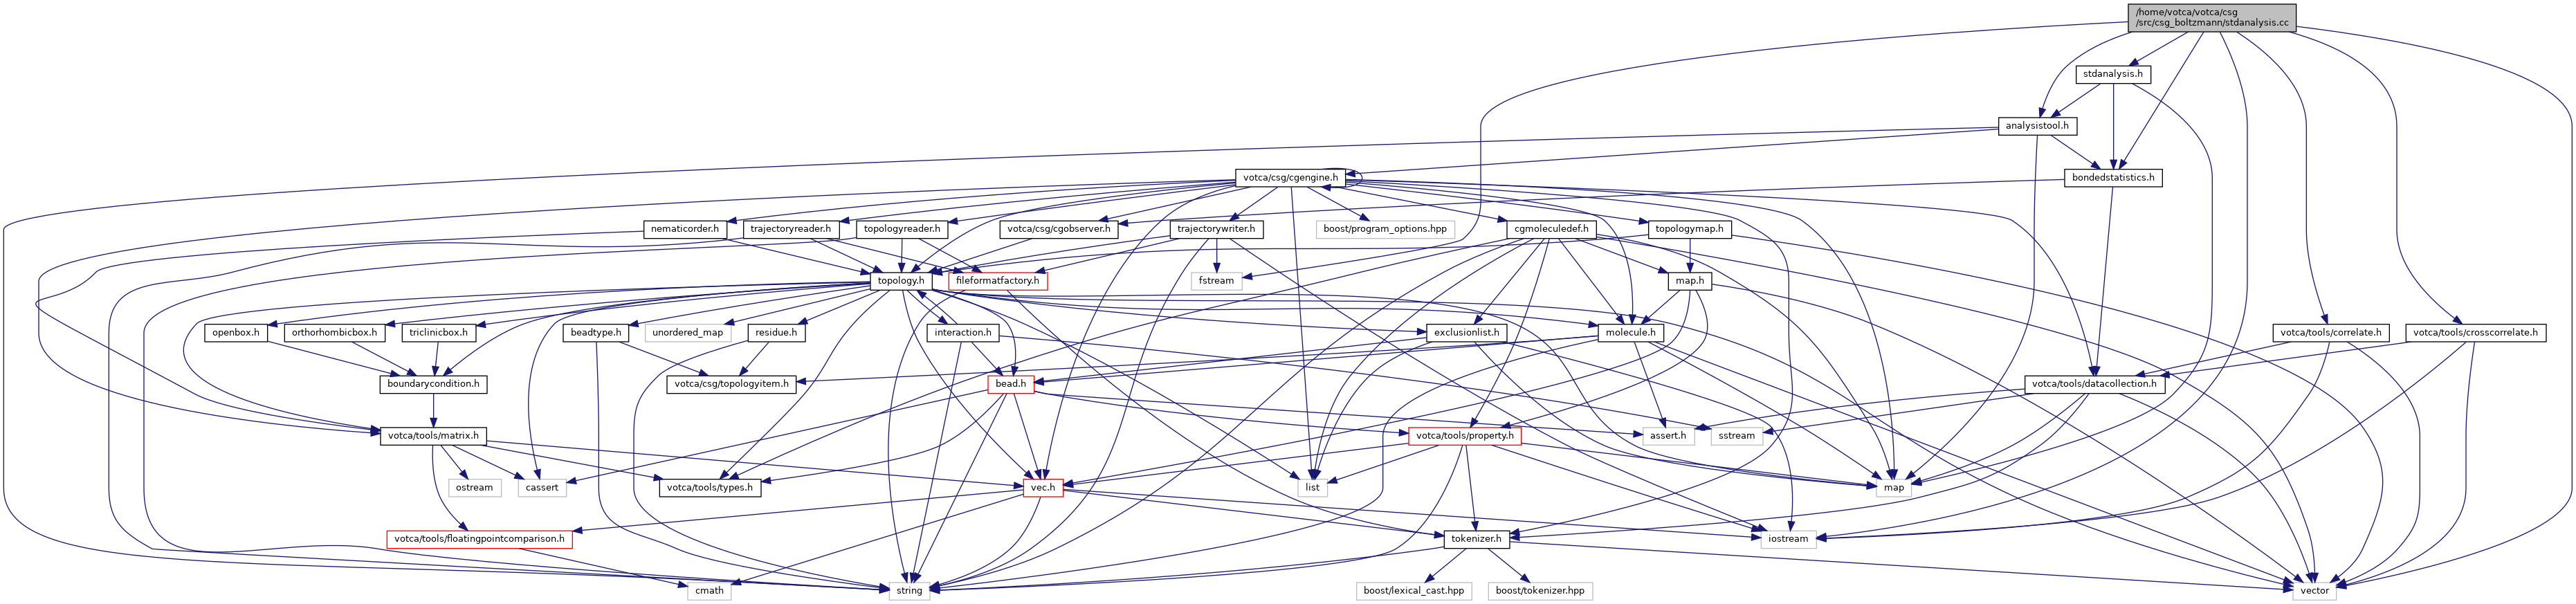 /home/votca/votca/csg
/src/csg_boltzmann/stdanalysis.cc
stdanalysis.h
analysistool.h
votca/csg/cgengine.h
bondedstatistics.h
nematicorder.h
trajectoryreader.h
topologyreader.h
votca/csg/cgobserver.h
trajectorywriter.h
boost/program_options.hpp
cgmoleculedef.h
topologymap.h
topology.h
fileformatfactory.h
fstream
map.h
openbox.h
orthorhombicbox.h
triclinicbox.h
beadtype.h
unordered_map
residue.h
interaction.h
exclusionlist.h
molecule.h
votca/tools/correlate.h
votca/tools/crosscorrelate.h
boundarycondition.h
votca/csg/topologyitem.h
bead.h
votca/tools/datacollection.h
votca/tools/matrix.h
votca/tools/property.h
assert.h
sstream
ostream
cassert
votca/tools/types.h
vec.h
list
map
votca/tools/floatingpointcomparison.h
tokenizer.h
iostream
cmath
string
boost/lexical_cast.hpp
boost/tokenizer.hpp
vector